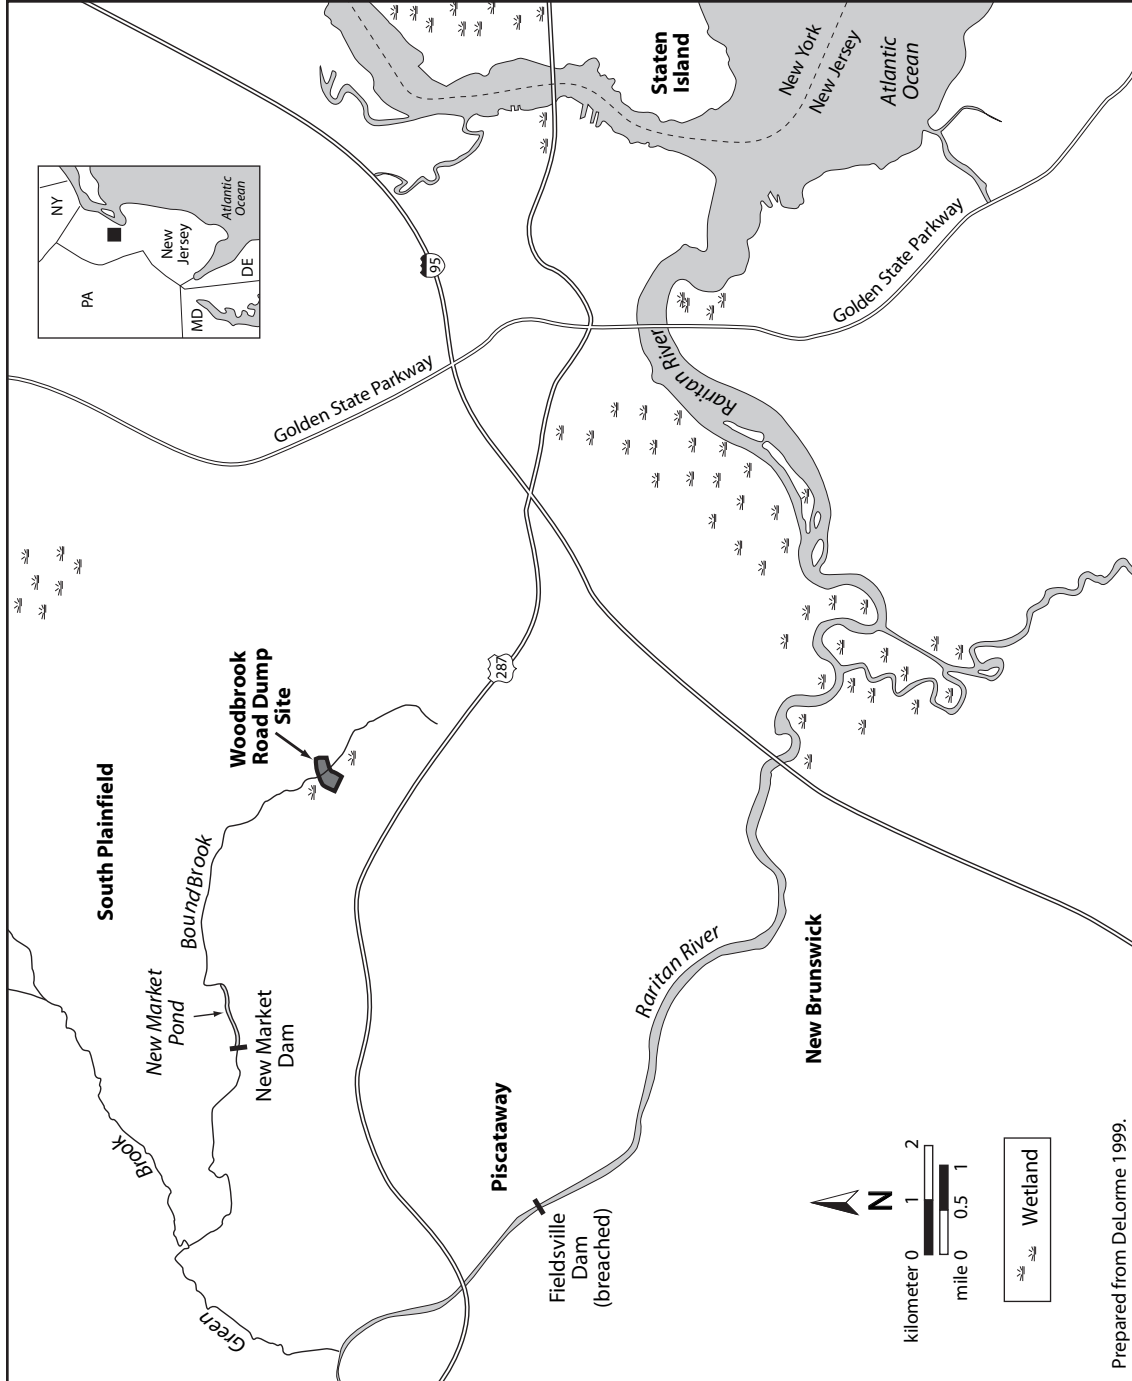 South Plainfield
New Market
Pond
Bound Brook
Woodbrook
Road Dump
Site
NY
PA
New
Jersey
Atlantic
Ocean
MD
DE
Green
Brook
New Market
Dam
Golden State Parkway
95
287
Piscataway
Fieldsville
Dam
(breached)
Raritan River
New Brunswick
Raritan River
Golden State Parkway
Staten
Island
New York
New Jersey
Atlantic
Ocean
N
kilometer 0 1 2
mile 0 0.5 1
Wetland
Prepared from DeLorme 1999.